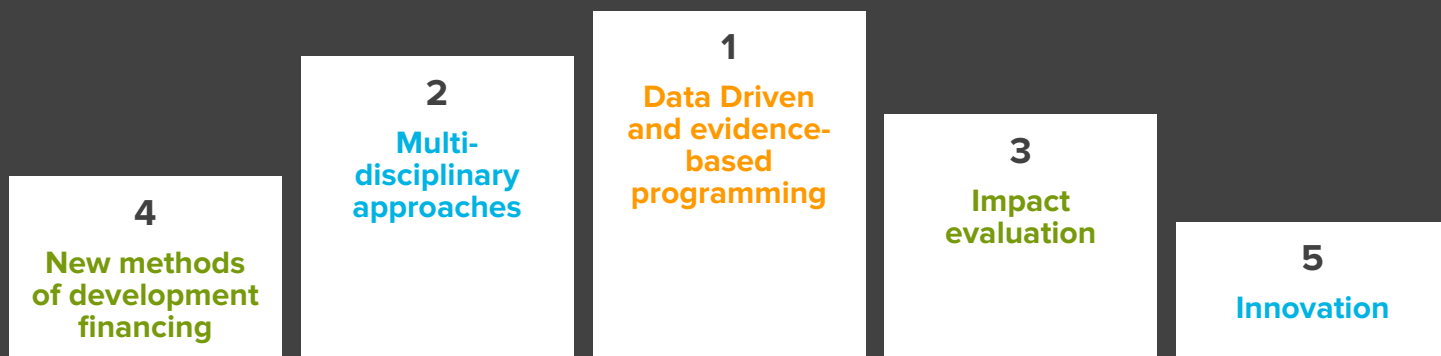 4
New methods
of development
financing
2
Multi-
disciplinary
approaches
1
Data Driven
and evidence-
based
programming
3
Impact
evaluation
5
Innovation